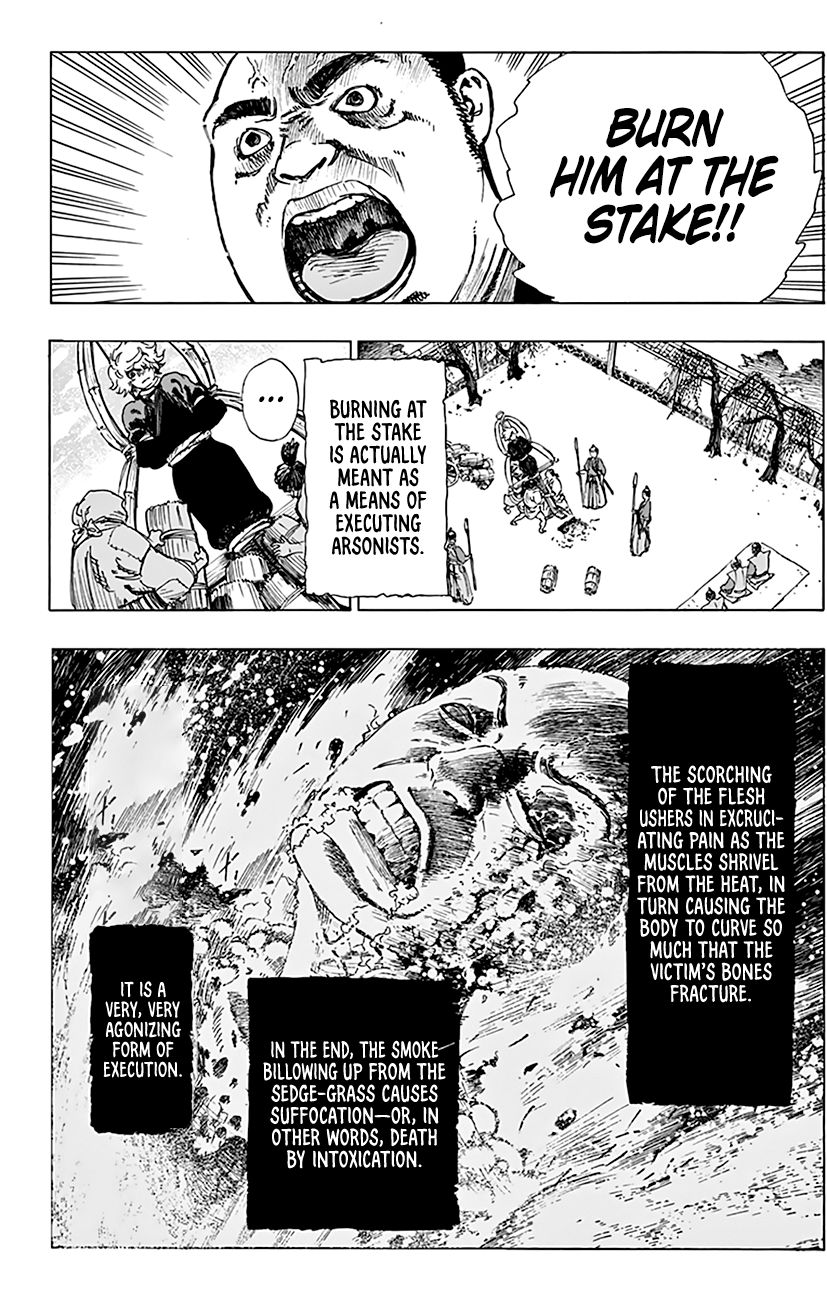 BURN
HIM AT THE
STAKE!!
BURNING AT
THE STAKE
IS ACTUALLY
MEANT AS
A MEANS OF
EXECUTING
ARSONISTS.
...
THE SCORCHING
OF THE FLESH
USHERS IN EXCRUCI-
ATING PAIN AS THE
MUSCLES SHRIVEL
FROM THE HEAT, IN
TURN CAUSING THE
BODY TO CURVE SO
MUCH THAT THE
VICTIM'S BONES
FRACTURE.
IN THE END, THE SMOKE
BILLOWING UP FROM THE
SEDGE-GRASS CAUSES
SUFFOCATION—OR, IN
OTHER WORDS, DEATH
BY INTOXICATION.
IT IS A
VERY, VERY
AGONIZING
FORM OF
EXECUTION.